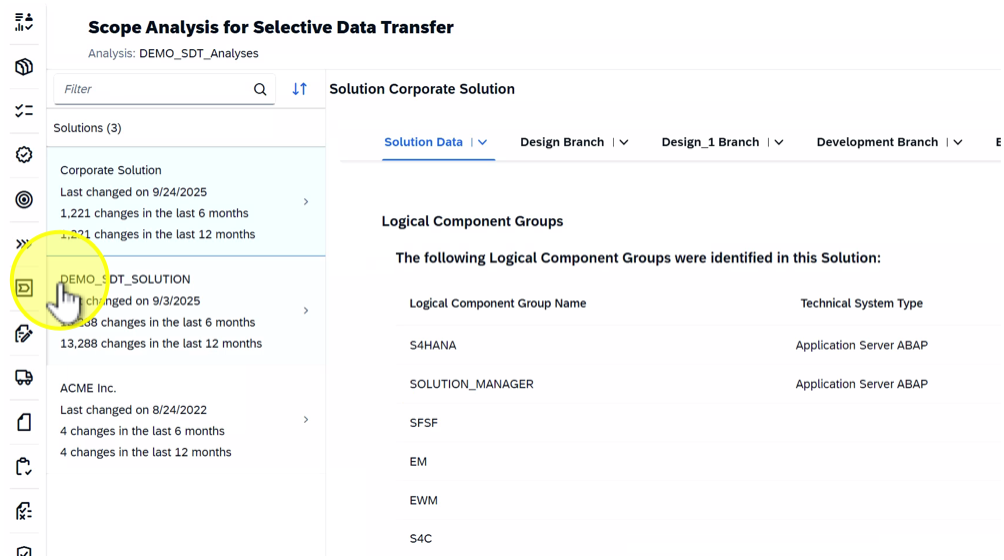 Scope Analysis for Selective Data Transfer
Analysis: DEMO_SDT_Analyses
Filter
Solution Corporate Solution
Solutions (3)
Solution Data
Design Branch
Design_1 Branch
Development Branch
Corporate Solution
Last changed on 9/24/2025
1,221 changes in the last 6 months
1,221 changes in the last 12 months
DEMO_SDT_SOLUTION
changed on 9/3/2025
changes in the last 6 months
13,288 changes in the last 12 months
ACME Inc.
Last changed on 8/24/2022
4 changes in the last 6 months
4 changes in the last 12 months
Logical Component Groups
The following Logical Component Groups were identified in this Solution:
Logical Component Group Name
Technical System Type
S4HANA
Application Server ABAP
SOLUTION_MANAGER
Application Server ABAP
SFSF
EM
EWM
S4C